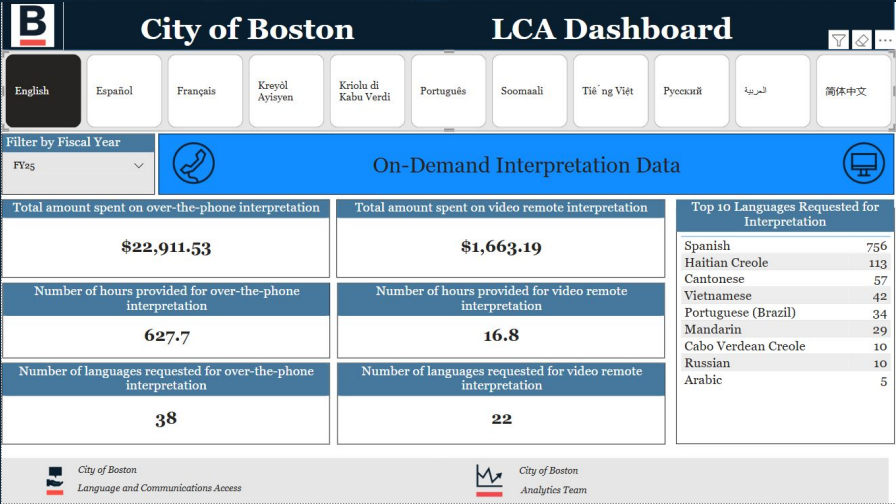 B
City of Boston
LCA Dashboard
English
Español
Français
Kreyòl
Ayisyen
Kriolu di
Kabu Verdi
Português
Soomaali
Tiếng Việt
Русский
العربية
简体中文
Filter by Fiscal Year
FY25
On-Demand Interpretation Data
Total amount spent on over-the-phone interpretation
$22,911.53
Total amount spent on video remote interpretation
$1,663.19
Number of hours provided for over-the-phone
interpretation
627.7
Number of hours provided for video remote
interpretation
16.8
Number of languages requested for over-the-phone
interpretation
38
Number of languages requested for video remote
interpretation
22
Top 10 Languages Requested for
Interpretation
Spanish 756
Haitian Creole 113
Cantonese 57
Vietnamese 42
Portuguese (Brazil) 34
Mandarin 29
Cabo Verdean Creole 10
Russian 10
Arabic 5
City of Boston
Language and Communications Access
City of Boston
Analytics Team